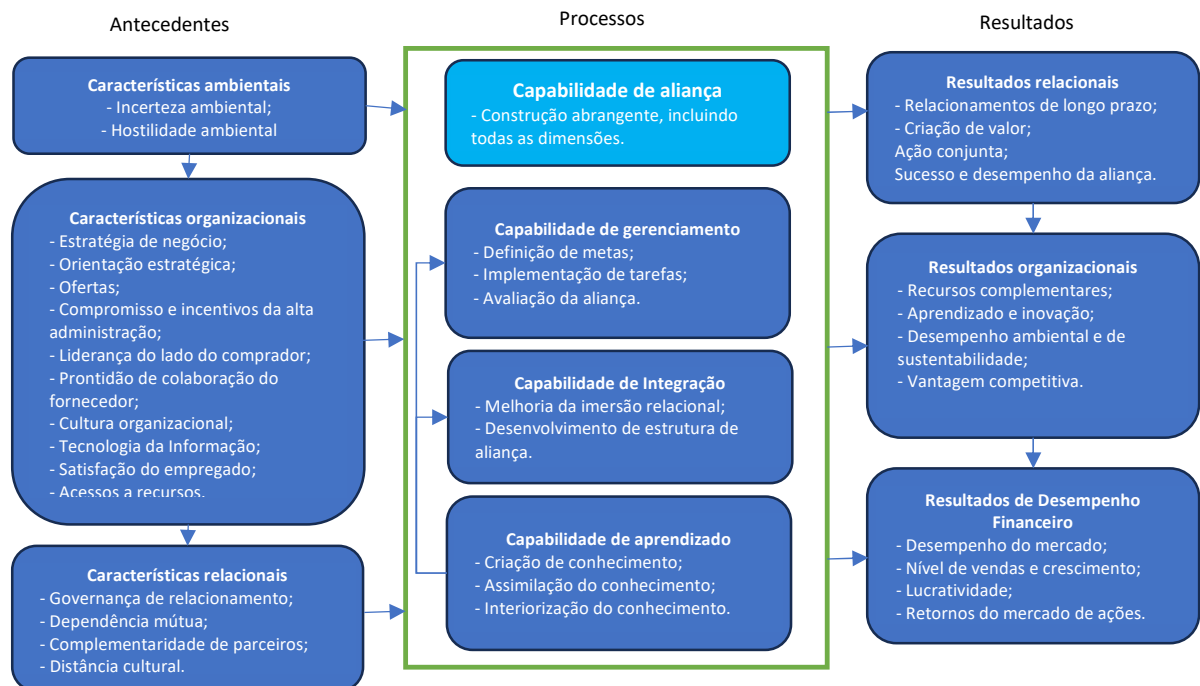 Antecedentes
Características ambientais
- Incerteza ambiental;
- Hostilidade ambiental
Características organizacionais
- Estratégia de negócio;
- Orientação estratégica;
- Ofertas;
- Compromisso e incentivos da alta
administração;
- Liderança do lado do comprador;
- Prontidão de colaboração do
fornecedor;
- Cultura organizacional;
- Tecnologia da Informação;
- Satisfação do empregado;
- Acessos a recursos.
Características relacionais
- Governança de relacionamento;
- Dependência mútua;
- Complementaridade de parceiros;
- Distância cultural.
Processos
Capabilidade de aliança
- Construção abrangente, incluindo
todas as dimensões.
Capabilidade de gerenciamento
- Definição de metas;
- Implementação de tarefas;
- Avaliação da aliança.
Capabilidade de Integração
- Melhoria da imersão relacional;
- Desenvolvimento de estrutura de
aliança.
Capabilidade de aprendizado
- Criação de conhecimento;
- Assimilação do conhecimento;
- Interiorização do conhecimento.
Resultados
Resultados relacionais
- Relacionamentos de longo prazo;
- Criação de valor;
Ação conjunta;
Sucesso e desempenho da aliança.
Resultados organizacionais
- Recursos complementares;
- Aprendizado e inovação;
- Desempenho ambiental e de
sustentabilidade;
- Vantagem competitiva.
Resultados de Desempenho
Financeiro
- Desempenho do mercado;
- Nível de vendas e crescimento;
- Lucratividade;
- Retornos do mercado de ações.